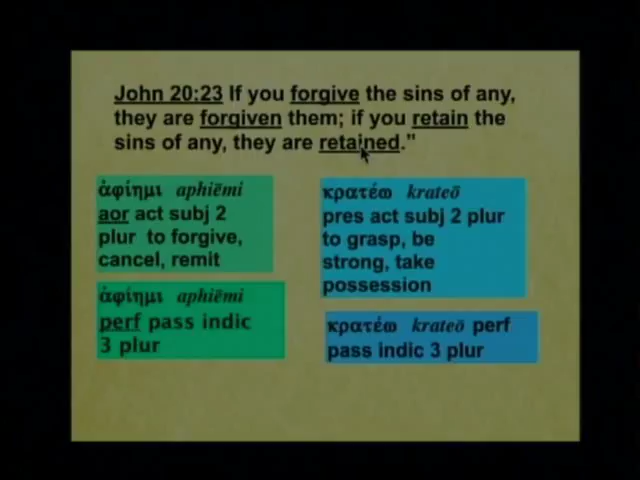 John 20:23 If you forgive the sins of any,
they are forgiven them; if you retain the
sins of any, they are retained.”
ἀφίημι aphiēmi
aor act subj 2
plur to forgive,
cancel, remit
ἀφίημι aphiēmi
perf pass indic
3 plur
κρατέω krateō
pres act subj 2 plur
to grasp, be
strong, take
possession
κρατέω krateō perf
pass indic 3 plur